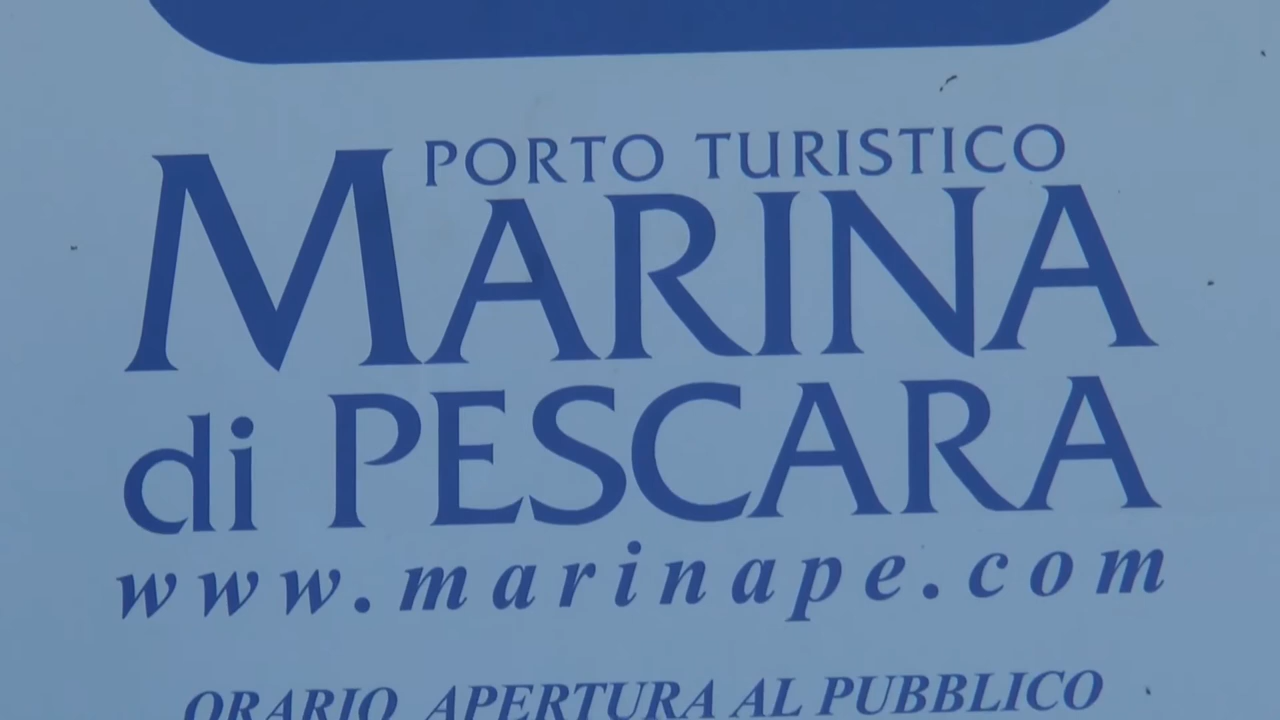 PORTO TURISTICO
MARINA
di PESCARA
www.marinape.com
ORARIO APERTURA AL PUBBLICO